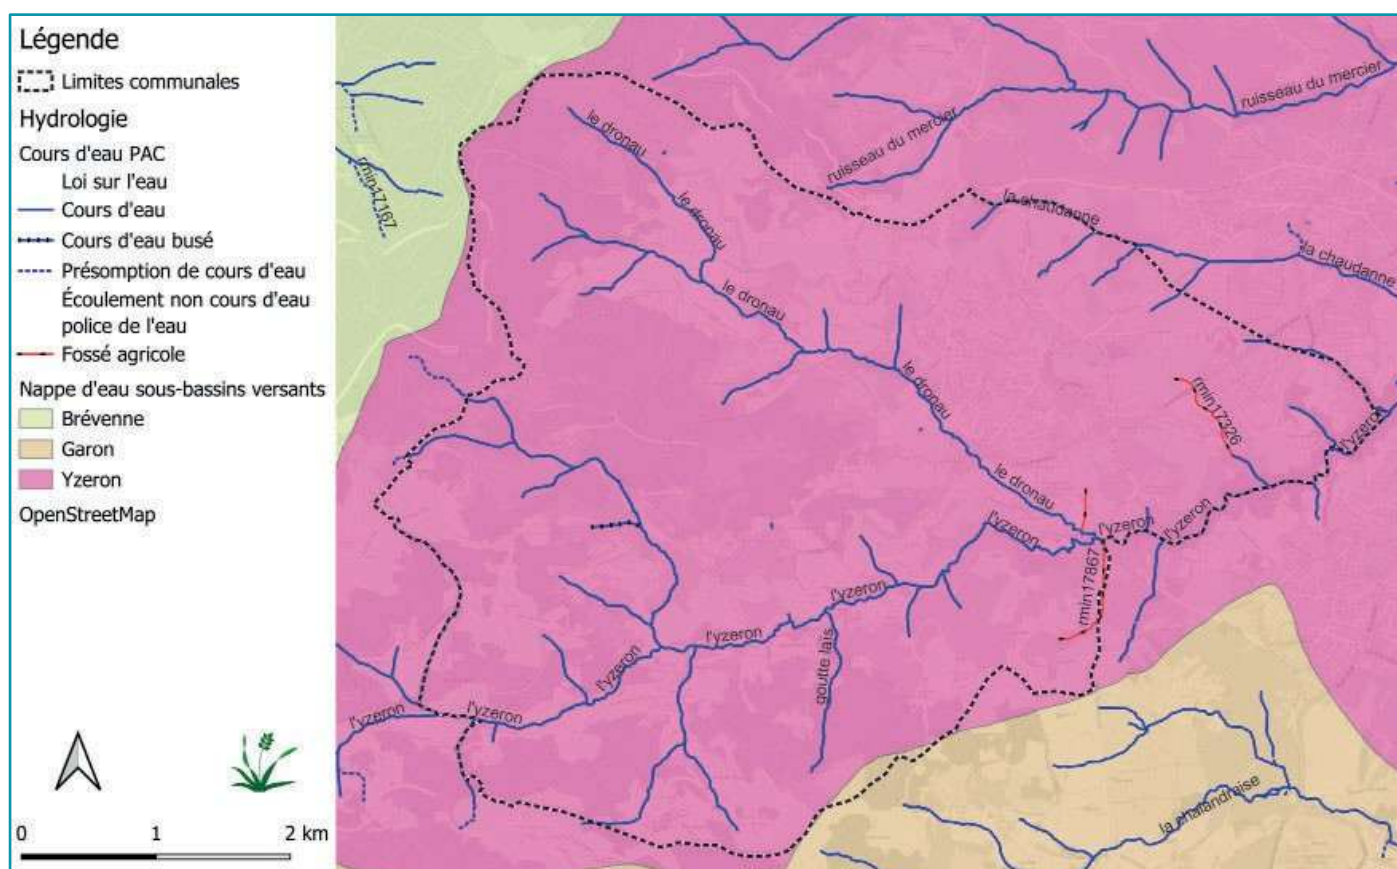 Légende
Limites communales
Hydrologie
Cours d'eau PAC
Loi sur l'eau
Cours d'eau
Cours d'eau busé
Présomption de cours d'eau
Écoulement non cours d'eau
police de l'eau
Fossé agricole
Nappe d'eau sous-bassins versants
Brévenne
Garon
Yzeron
OpenStreetMap
0 1 2 km
ruisseau du mercier
ruisseau du mercier
le dronau
rmin17167
le dronau
la chaudanne
la chaudanne
le dronau
le dronau
rmin17326
l'yzeron
le dronau
l'yzeron
l'yzeron
l'yzeron
rmin17867
l'yzeron
l'yzeron
l'yzeron
goutte lais
l'yzeron
l'yzeron
la chalandraise